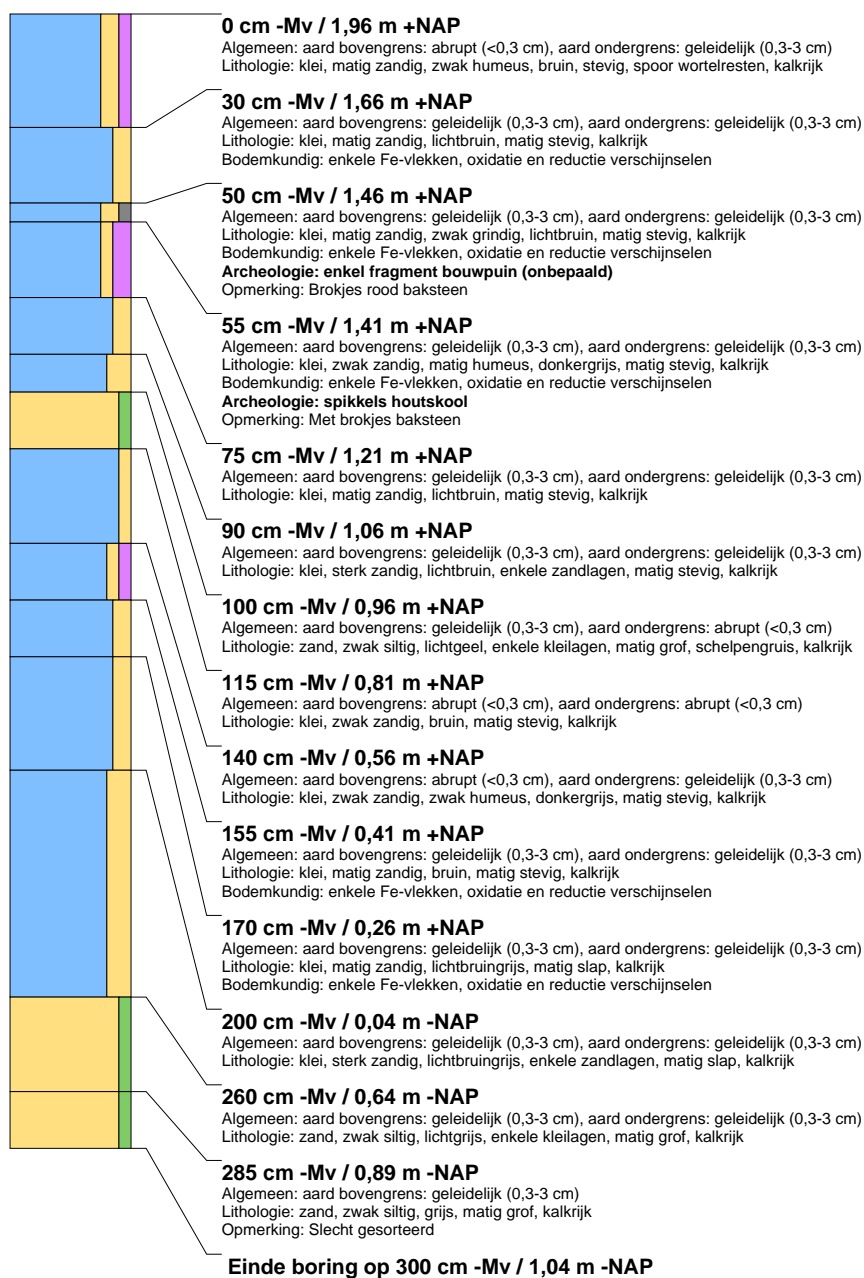 0 cm -Mv / 1,96 m +NAP
Algemeen: aard bovengrens: abrupt (<0,3 cm), aard ondergrens: geleidelijk (0,3-3 cm)
Lithologie: klei, matig zandig, zwak humeus, bruin, stevig, spoor wortelresten, kalkrijk
30 cm -Mv / 1,66 m +NAP
Algemeen: aard bovengrens: geleidelijk (0,3-3 cm), aard ondergrens: geleidelijk (0,3-3 cm)
Lithologie: klei, matig zandig, lichtbruin, matig stevig, kalkrijk
Bodemkundig: enkele Fe-vlekken, oxidatie en reductie verschijnselen
50 cm -Mv / 1,46 m +NAP
Algemeen: aard bovengrens: geleidelijk (0,3-3 cm), aard ondergrens: geleidelijk (0,3-3 cm)
Lithologie: klei, matig zandig, zwak grindig, lichtbruin, matig stevig, kalkrijk
Bodemkundig: enkele Fe-vlekken, oxidatie en reductie verschijnselen
Archeologie: enkel fragment bouwpuin (onbepaald)
Opmerking: Brokjes rood baksteen
55 cm -Mv / 1,41 m +NAP
Algemeen: aard bovengrens: geleidelijk (0,3-3 cm), aard ondergrens: geleidelijk (0,3-3 cm)
Lithologie: klei, zwak zandig, matig humeus, donkergrijs, matig stevig, kalkrijk
Bodemkundig: enkele Fe-vlekken, oxidatie en reductie verschijnselen
Archeologie: spikkels houtskool
Opmerking: Met brokjes baksteen
75 cm -Mv / 1,21 m +NAP
Algemeen: aard bovengrens: geleidelijk (0,3-3 cm), aard ondergrens: geleidelijk (0,3-3 cm)
Lithologie: klei, matig zandig, lichtbruin, matig stevig, kalkrijk
90 cm -Mv / 1,06 m +NAP
Algemeen: aard bovengrens: geleidelijk (0,3-3 cm), aard ondergrens: geleidelijk (0,3-3 cm)
Lithologie: klei, sterk zandig, lichtbruin, enkele zandlagen, matig stevig, kalkrijk
100 cm -Mv / 0,96 m +NAP
Algemeen: aard bovengrens: geleidelijk (0,3-3 cm), aard ondergrens: abrupt (<0,3 cm)
Lithologie: zand, zwak siltig, lichtgeel, enkele kleilagen, matig grof, schelpengruis, kalkrijk
115 cm -Mv / 0,81 m +NAP
Algemeen: aard bovengrens: abrupt (<0,3 cm), aard ondergrens: abrupt (<0,3 cm)
Lithologie: klei, zwak zandig, bruin, matig stevig, kalkrijk
140 cm -Mv / 0,56 m +NAP
Algemeen: aard bovengrens: abrupt (<0,3 cm), aard ondergrens: geleidelijk (0,3-3 cm)
Lithologie: klei, zwak zandig, zwak humeus, donkergrijs, matig stevig, kalkrijk
155 cm -Mv / 0,41 m +NAP
Algemeen: aard bovengrens: geleidelijk (0,3-3 cm), aard ondergrens: geleidelijk (0,3-3 cm)
Lithologie: klei, matig zandig, bruin, matig stevig, kalkrijk
Bodemkundig: enkele Fe-vlekken, oxidatie en reductie verschijnselen
170 cm -Mv / 0,26 m +NAP
Algemeen: aard bovengrens: geleidelijk (0,3-3 cm), aard ondergrens: geleidelijk (0,3-3 cm)
Lithologie: klei, matig zandig, lichtbruingrijs, matig slap, kalkrijk
Bodemkundig: enkele Fe-vlekken, oxidatie en reductie verschijnselen
200 cm -Mv / 0,04 m -NAP
Algemeen: aard bovengrens: geleidelijk (0,3-3 cm), aard ondergrens: geleidelijk (0,3-3 cm)
Lithologie: klei, sterk zandig, lichtbruingrijs, enkele zandlagen, matig slap, kalkrijk
260 cm -Mv / 0,64 m -NAP
Algemeen: aard bovengrens: geleidelijk (0,3-3 cm), aard ondergrens: geleidelijk (0,3-3 cm)
Lithologie: zand, zwak siltig, lichtgrijs, enkele kleilagen, matig grof, kalkrijk
285 cm -Mv / 0,89 m -NAP
Algemeen: aard bovengrens: geleidelijk (0,3-3 cm)
Lithologie: zand, zwak siltig, grijs, matig grof, kalkrijk
Opmerking: Slecht gesorteerd
Einde boring op 300 cm -Mv / 1,04 m -NAP